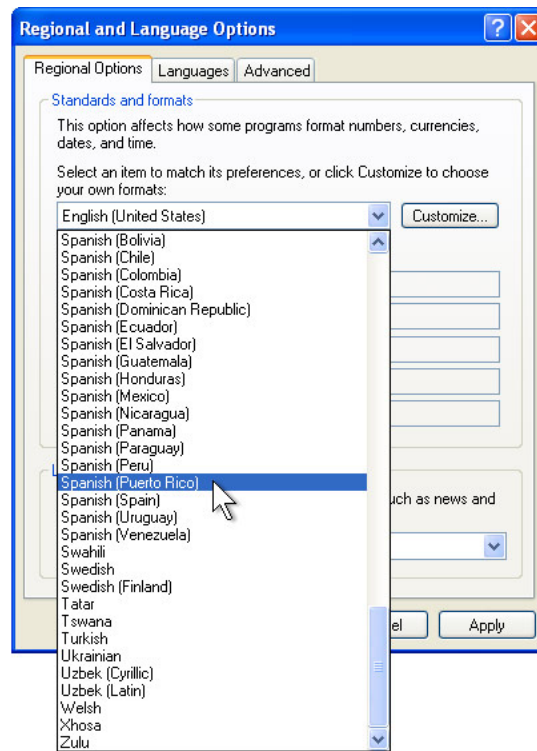 Regional and Language Options
Regional Options Languages Advanced
Standards and formats
This option affects how some programs format numbers, currencies,
dates, and time.
Select an item to match its preferences, or click Customize to choose
your own formats:
English (United States) Customize...
Spanish (Bolivia)
Spanish (Chile)
Spanish (Colombia)
Spanish (Costa Rica)
Spanish (Dominican Republic)
Spanish (Ecuador)
Spanish (El Salvador)
Spanish (Guatemala)
Spanish (Honduras)
Spanish (Mexico)
Spanish (Nicaragua)
Spanish (Panama)
Spanish (Paraguay)
Spanish (Peru)
Spanish (Puerto Rico)
Spanish (Spain) such as news and
Spanish (Uruguay)
Spanish (Venezuela)
Swahili
Swedish
Swedish (Finland)
Tatar
Tswana
Turkish el Apply
Ukrainian
Uzbek (Cyrillic)
Uzbek (Latin)
Welsh
Xhosa
Zulu